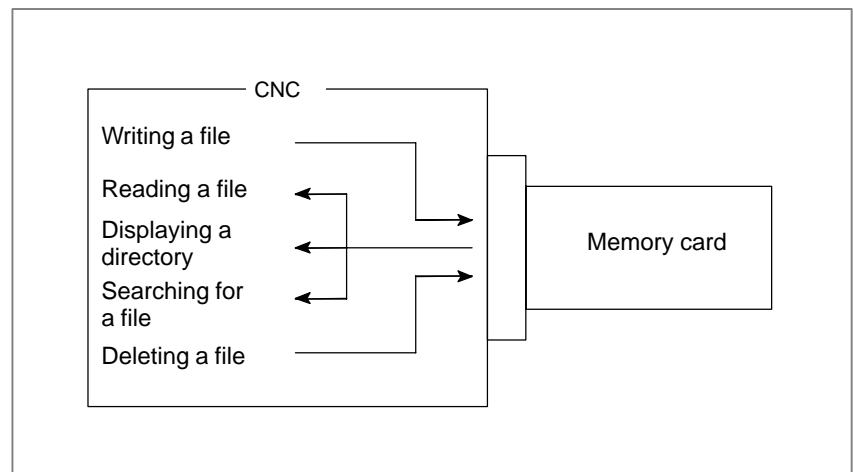 CNC
Writing a file
Reading a file
Displaying a
directory
Searching for
a file
Deleting a file
Memory card